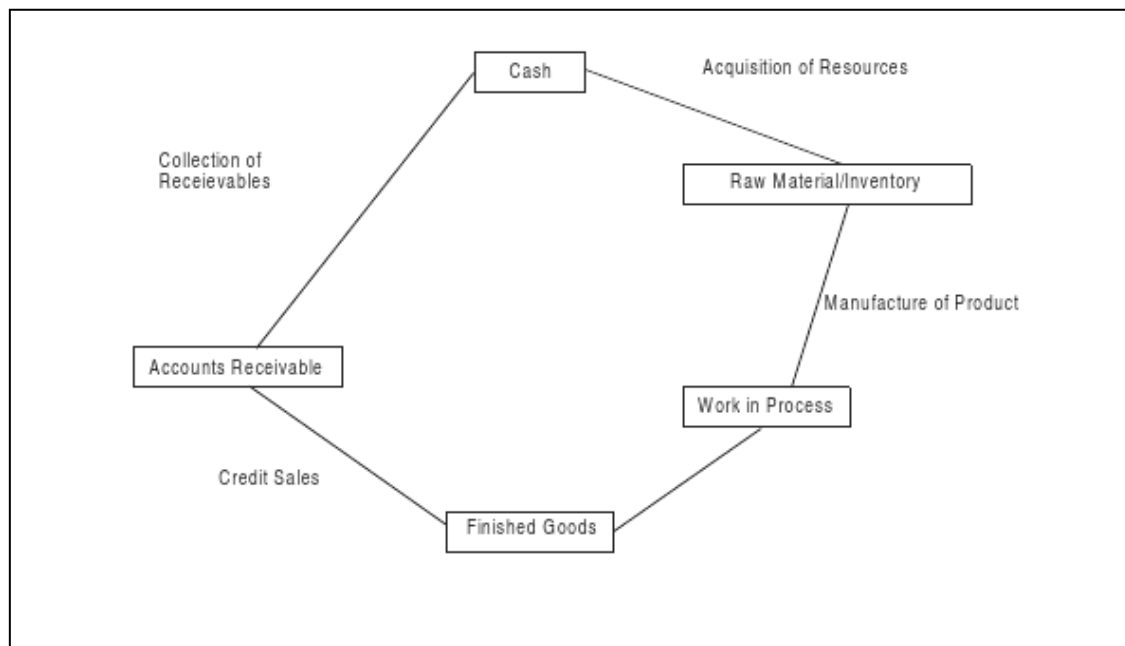 Cash
Acquisition of Resources
Collection of
Receievables
Raw Material/Inventory
Manufacture of Product
Accounts Receivable
Work in Process
Credit Sales
Finished Goods